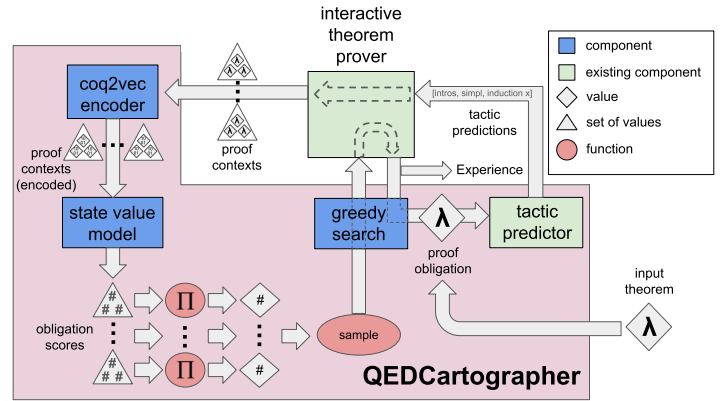 interactive
theorem
prover
coq2vec
encoder
λ
λ λ
λ
λ λ
proof
contexts
[intros, simpl, induction x]
tactic
predictions
component
existing component
value
set of values
function
proof
contexts
(encoded)
Experience
state value
model
greedy
search
λ
tactic
predictor
proof
obligation
input
theorem
λ
obligation
scores
#
# #
Π
#
sample
#
# #
Π
#
QEDCartographer